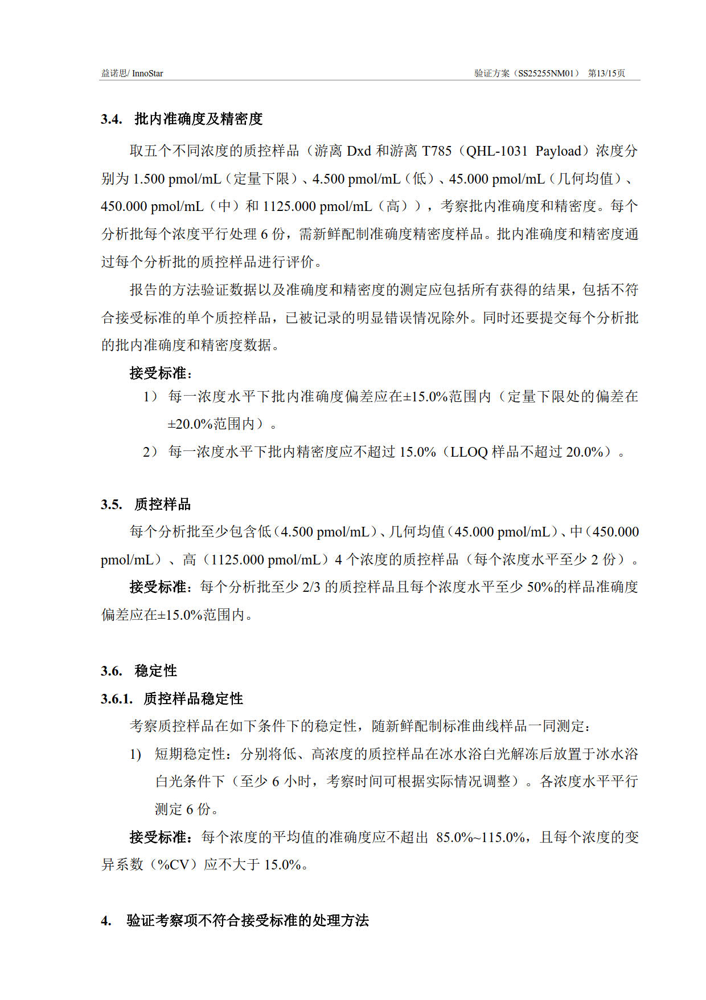 益诺思/ InnoStar 验证方案（SS25255NM01） 第13/15页
3.4. 批内准确度及精密度
取五个不同浓度的质控样品（游离 Dxd 和游离 T785（QHL-1031 Payload）浓度分
别为 1.500 pmol/mL（定量下限）、4.500 pmol/mL（低）、45.000 pmol/mL（几何均值）、
450.000 pmol/mL（中）和 1125.000 pmol/mL（高）），考察批内准确度和精密度。每个
分析批每个浓度平行处理 6 份，需新鲜配制准确度精密度样品。批内准确度和精密度通
过每个分析批的质控样品进行评价。
报告的方法验证数据以及准确度和精密度的测定应包括所有获得的结果，包括不符
合接受标准的单个质控样品，已被记录的明显错误情况除外。同时还要提交每个分析批
的批内准确度和精密度数据。
接受标准：
1） 每一浓度水平下批内准确度偏差应在±15.0%范围内（定量下限处的偏差在
±20.0%范围内）。
2） 每一浓度水平下批内精密度应不超过 15.0%（LLOQ 样品不超过 20.0%）。
3.5. 质控样品
每个分析批至少包含低（4.500 pmol/mL）、几何均值（45.000 pmol/mL）、中（450.000
pmol/mL）、高（1125.000 pmol/mL）4 个浓度的质控样品（每个浓度水平至少 2 份）。
接受标准：每个分析批至少 2/3 的质控样品且每个浓度水平至少 50%的样品准确度
偏差应在±15.0%范围内。
3.6. 稳定性
3.6.1. 质控样品稳定性
考察质控样品在如下条件下的稳定性，随新鲜配制标准曲线样品一同测定：
1) 短期稳定性：分别将低、高浓度的质控样品在冰水浴白光解冻后放置于冰水浴
白光条件下（至少 6 小时，考察时间可根据实际情况调整）。各浓度水平平行
测定 6 份。
接受标准：每个浓度的平均值的准确度应不超出 85.0%~115.0%，且每个浓度的变
异系数（%CV）应不大于 15.0%。
4. 验证考察项不符合接受标准的处理方法